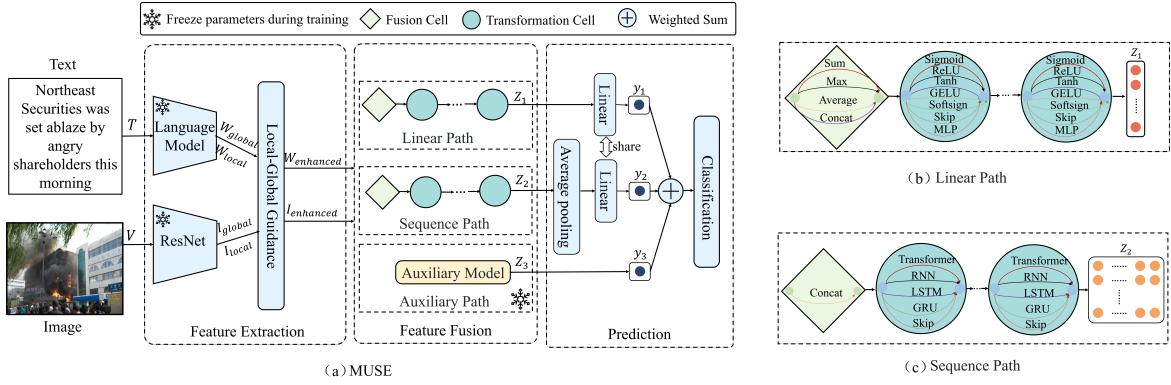 Freeze parameters during training
Fusion Cell
Transformation Cell
Weighted Sum
Text
Northeast
Securities was
set ablaze by
angry
shareholders this
morning
T
Language
Model
W_global
W_local
Image
V
ResNet
I_global
I_local
Local-Global Guidance
W_enhanced
I_enhanced
Feature Extraction
Linear Path
Z_1
Sequence Path
Z_2
Auxiliary Model
Z_3
Auxiliary Path
Feature Fusion
Average pooling
Linear
share
Linear
y_1
y_2
y_3
Classification
Prediction
(a) MUSE
Sum
Max
Average
Concat
Sigmoid
ReLU
Tanh
GELU
Softsign
Skip
MLP
Sigmoid
ReLU
Tanh
GELU
Softsign
Skip
MLP
Z_1
(b) Linear Path
Concat
Transformer
RNN
LSTM
GRU
Skip
Transformer
RNN
LSTM
GRU
Skip
Z_2
(c) Sequence Path